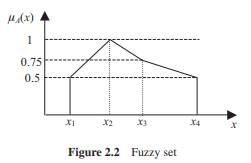 μA(x)
1
0.75
0.5
x1 x2 x3 x4 x
Figure 2.2 Fuzzy set